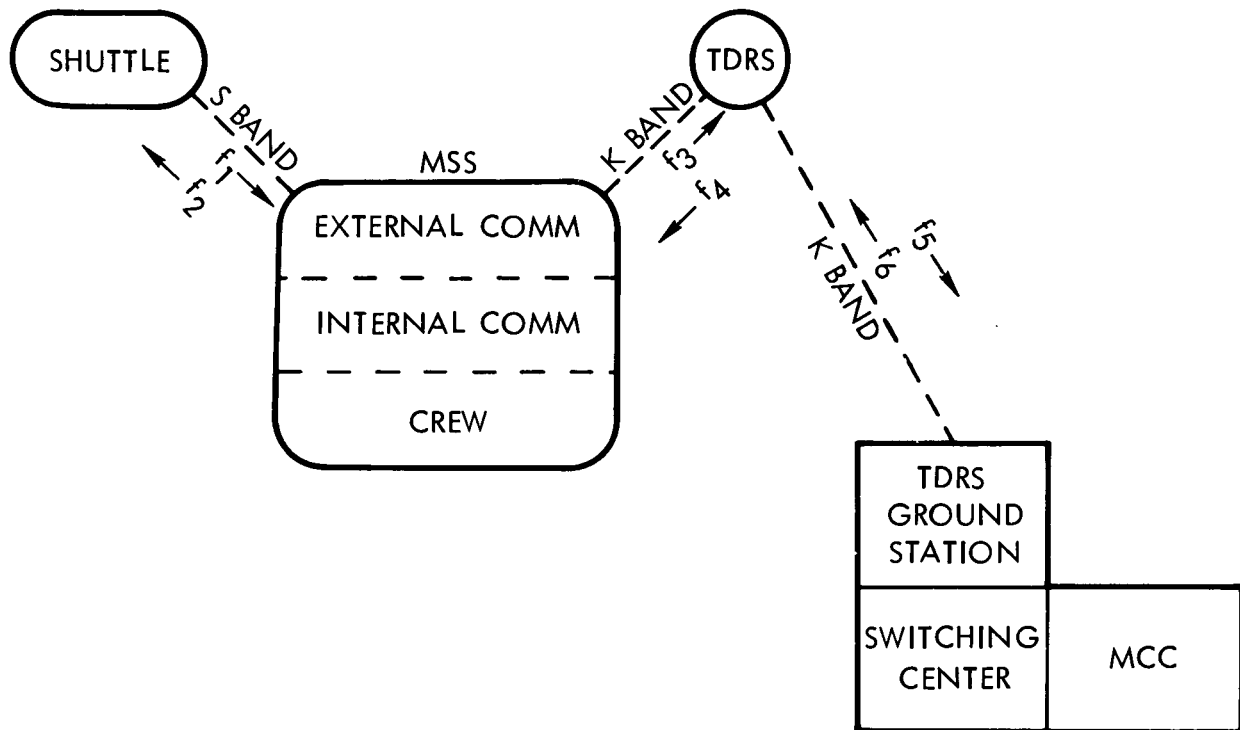 SHUTTLE
TDRS
S BAND
f1
f2
K BAND
f3
f4
MSS
EXTERNAL COMM
INTERNAL COMM
CREW
f5
f6
K BAND
TDRS
GROUND
STATION
SWITCHING
CENTER
MCC